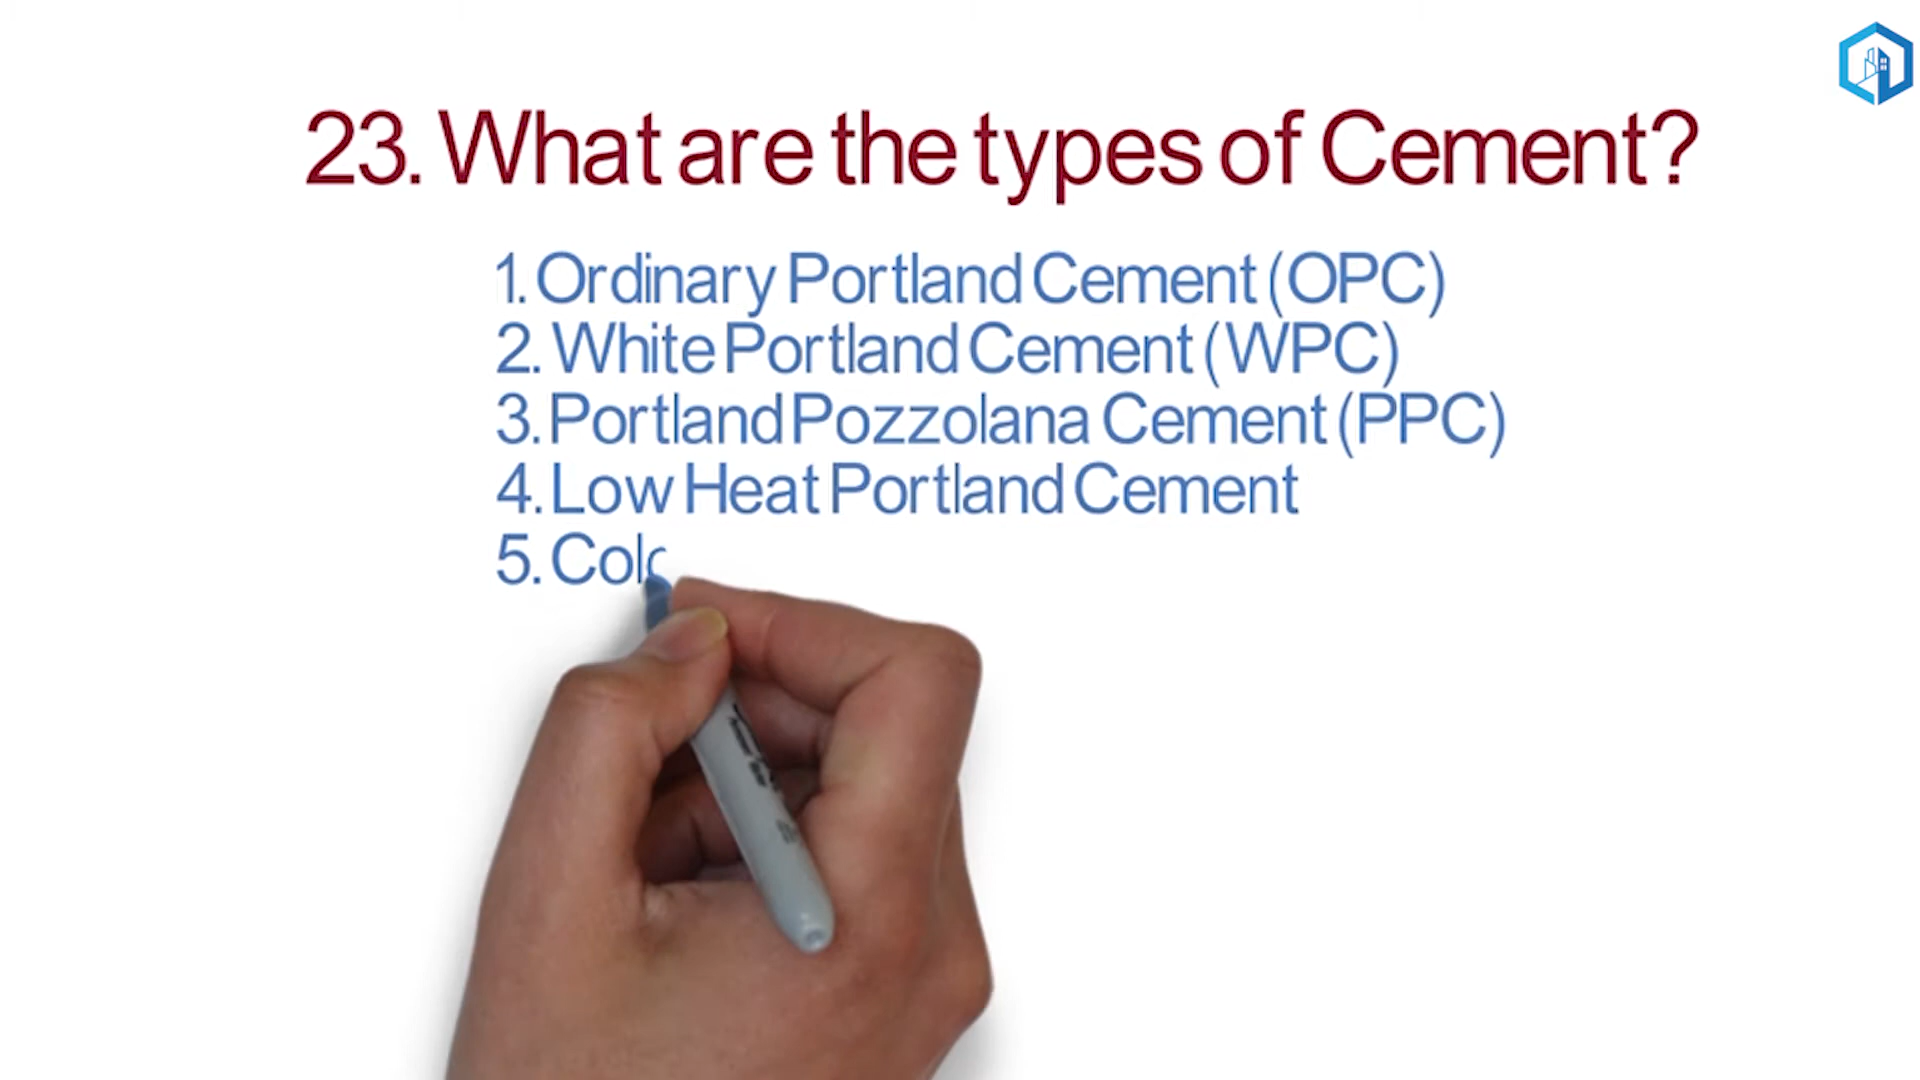 23. What are the types of Cement?
1. Ordinary Portland Cement (OPC)
2. White Portland Cement (WPC)
3. Portland Pozzolana Cement (PPC)
4. Low Heat Portland Cement
5. Colo